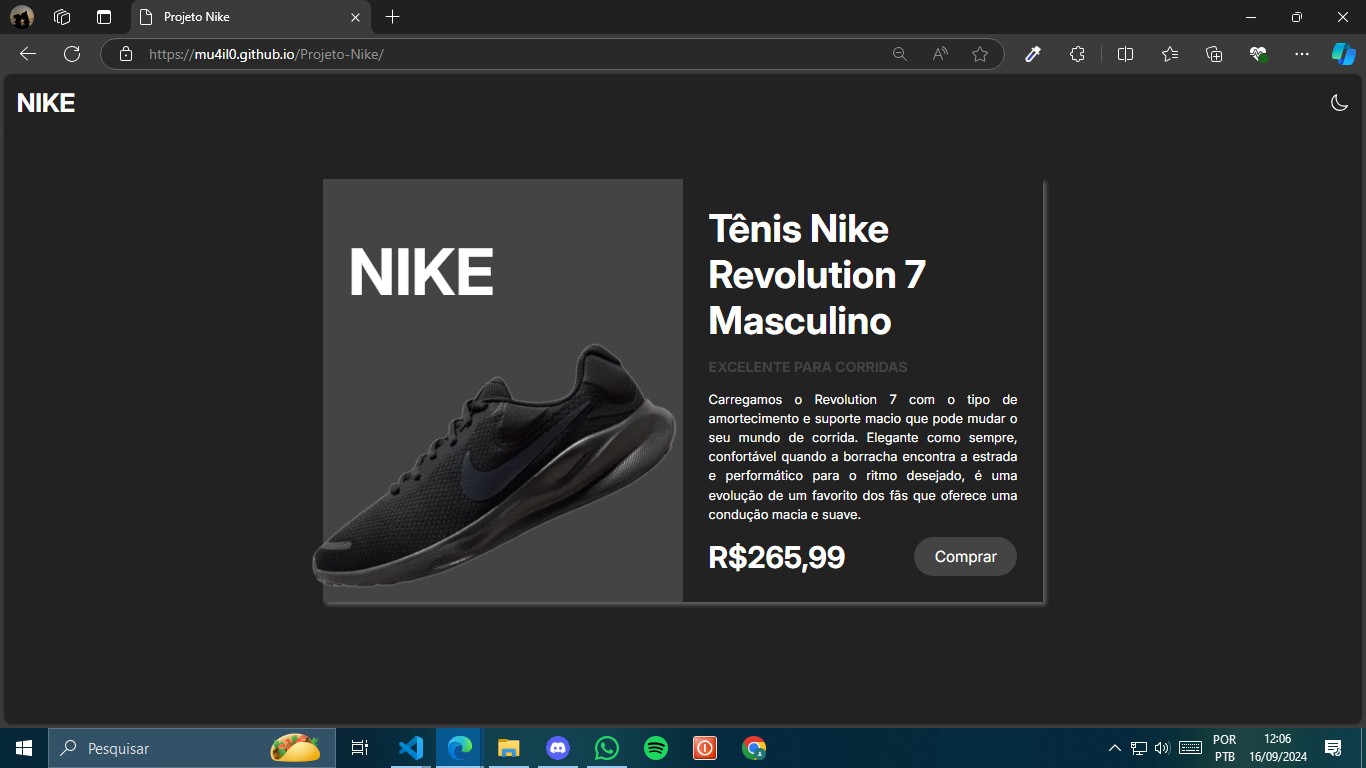 Projeto Nike
https://mu4il0.github.io/Projeto-Nike/
NIKE
NIKE
Tênis Nike
Revolution 7
Masculino
EXCELENTE PARA CORRIDAS
Carregamos o Revolution 7 com o tipo de
amortecimento e suporte macio que pode mudar o
seu mundo de corrida. Elegante como sempre,
confortável quando a borracha encontra a estrada
e performático para o ritmo desejado, é uma
evolução de um favorito dos fãs que oferece uma
condução macia e suave.
R$265,99
Comprar
Pesquisar
POR
PTB
12:06
16/09/2024